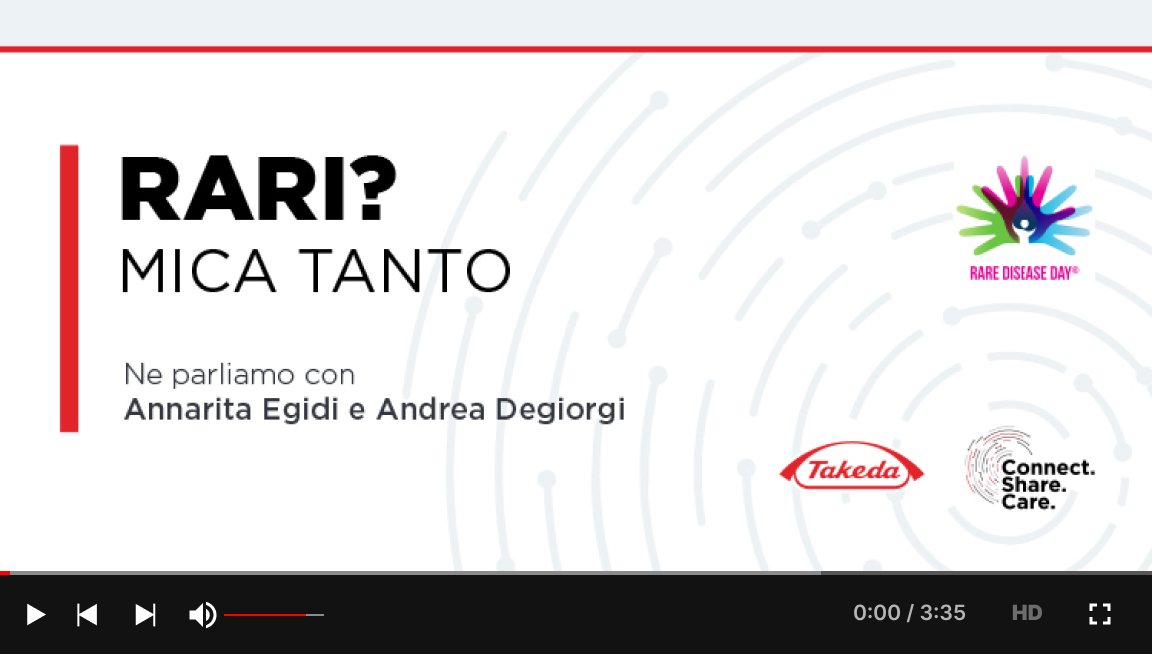 RARI?
MICA TANTO
Ne parliamo con
Annarita Egidi e Andrea Degiorgi
RARE DISEASE DAY®
Takeda
Connect.
Share.
Care.
0:00 / 3:35
HD